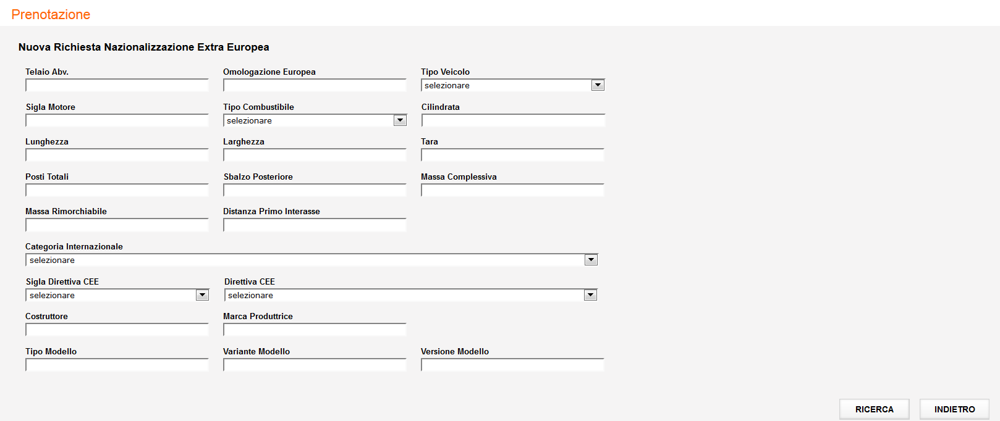 Prenotazione
Nuova Richiesta Nazionalizzazione Extra Europea
Telaio Abv. Omologazione Europea Tipo Veicolo
selezionare
Sigla Motore Tipo Combustibile Cilindrata
selezionare
Lunghezza Larghezza Tara
Posti Totali Sbalzo Posteriore Massa Complessiva
Massa Rimorchiabile Distanza Primo Interasse
Categoria Internazionale
selezionare
Sigla Direttiva CEE Direttiva CEE
selezionare selezionare
Costruttore Marca Produttrice
Tipo Modello Variante Modello Versione Modello
RICERCA INDIETRO